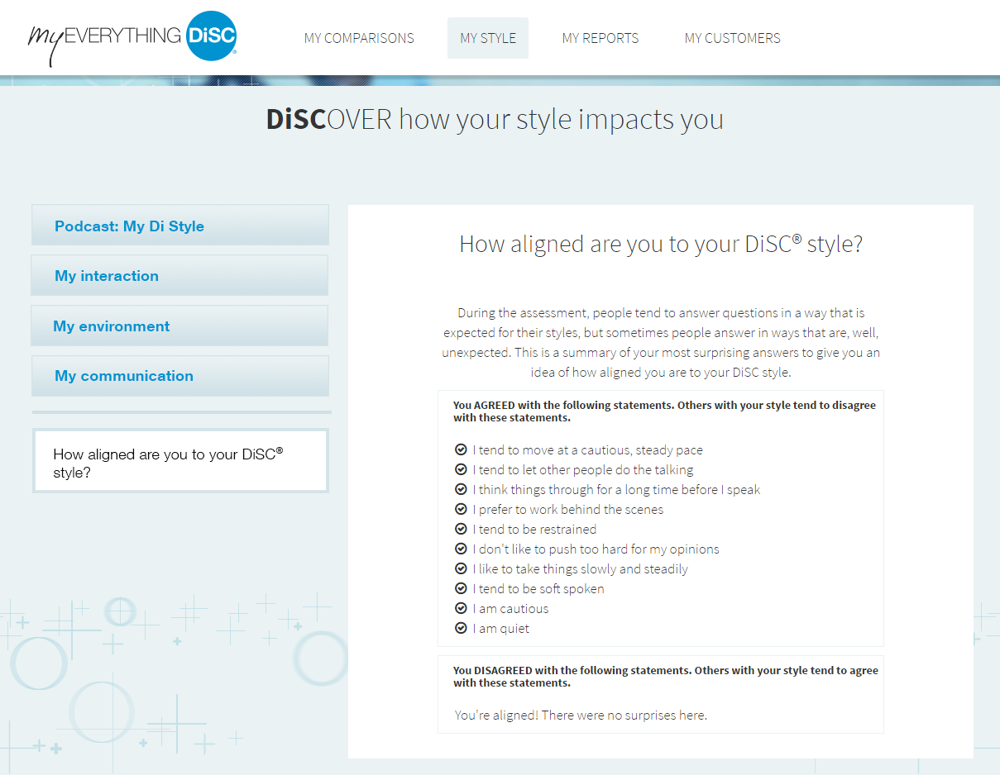 my EVERYTHING DiSC®
MY COMPARISONS
MY STYLE
MY REPORTS
MY CUSTOMERS
DiSCOVER how your style impacts you
Podcast: My Di Style
My interaction
My environment
My communication
How aligned are you to your DiSC®
style?
How aligned are you to your DiSC® style?
During the assessment, people tend to answer questions in a way that is
expected for their styles, but sometimes people answer in ways that are, well,
unexpected. This is a summary of your most surprising answers to give you an
idea of how aligned you are to your DiSC style.
You AGREED with the following statements. Others with your style tend to disagree
with these statements.
I tend to move at a cautious, steady pace
I tend to let other people do the talking
I think things through for a long time before I speak
I prefer to work behind the scenes
I tend to be restrained
I don't like to push too hard for my opinions
I like to take things slowly and steadily
I tend to be soft spoken
I am cautious
I am quiet
You DISAGREED with the following statements. Others with your style tend to agree
with these statements.
You're aligned! There were no surprises here.